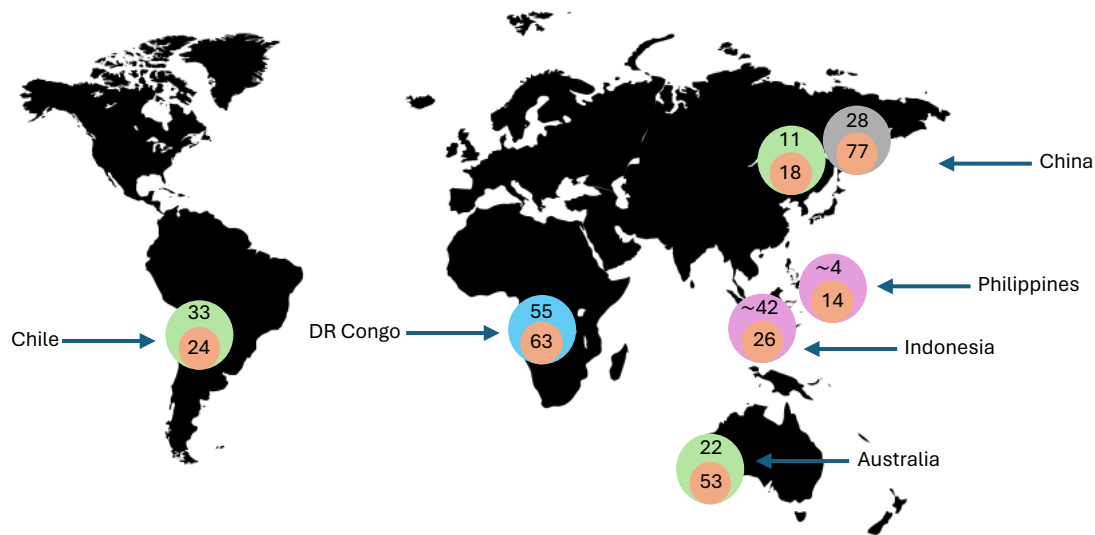 28
11
77
China
18
~4
Philippines
14
~42
33
55
DR Congo
Chile
26
Indonesia
24
63
22
Australia
53